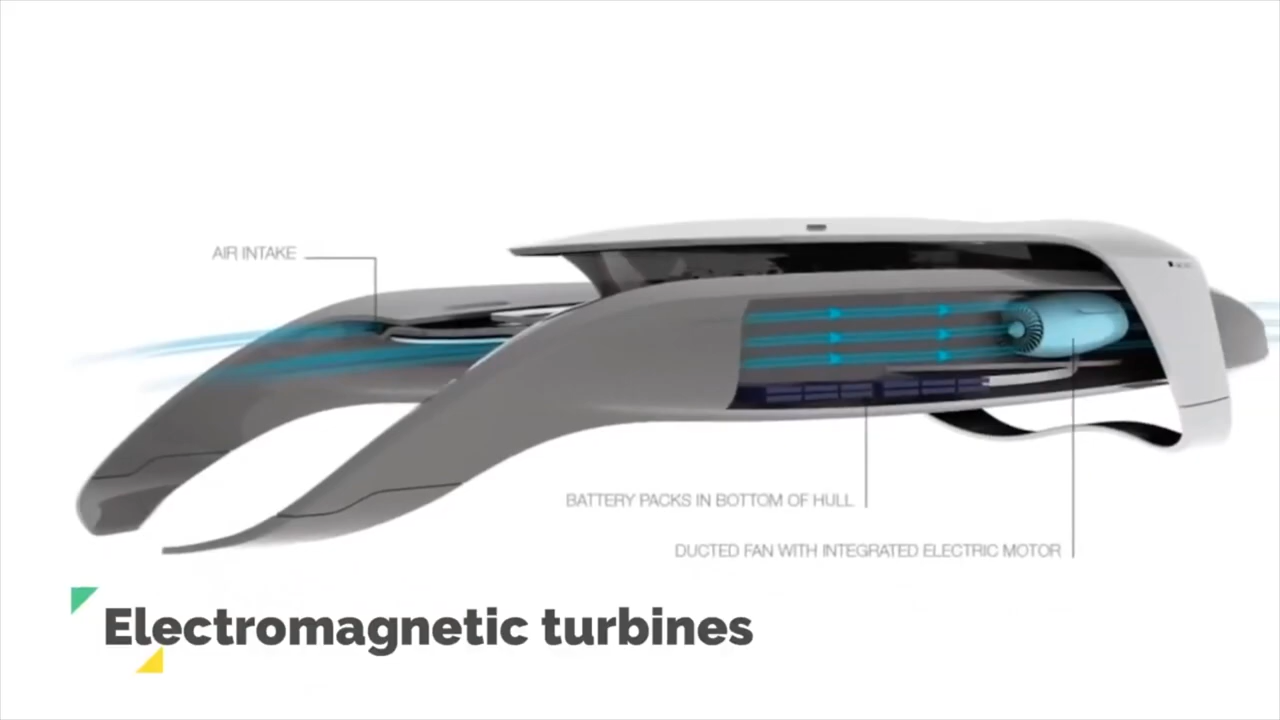 AIR INTAKE
BATTERY PACKS IN BOTTOM OF HULL
DUCTED FAN WITH INTEGRATED ELECTRIC MOTOR
Electromagnetic turbines